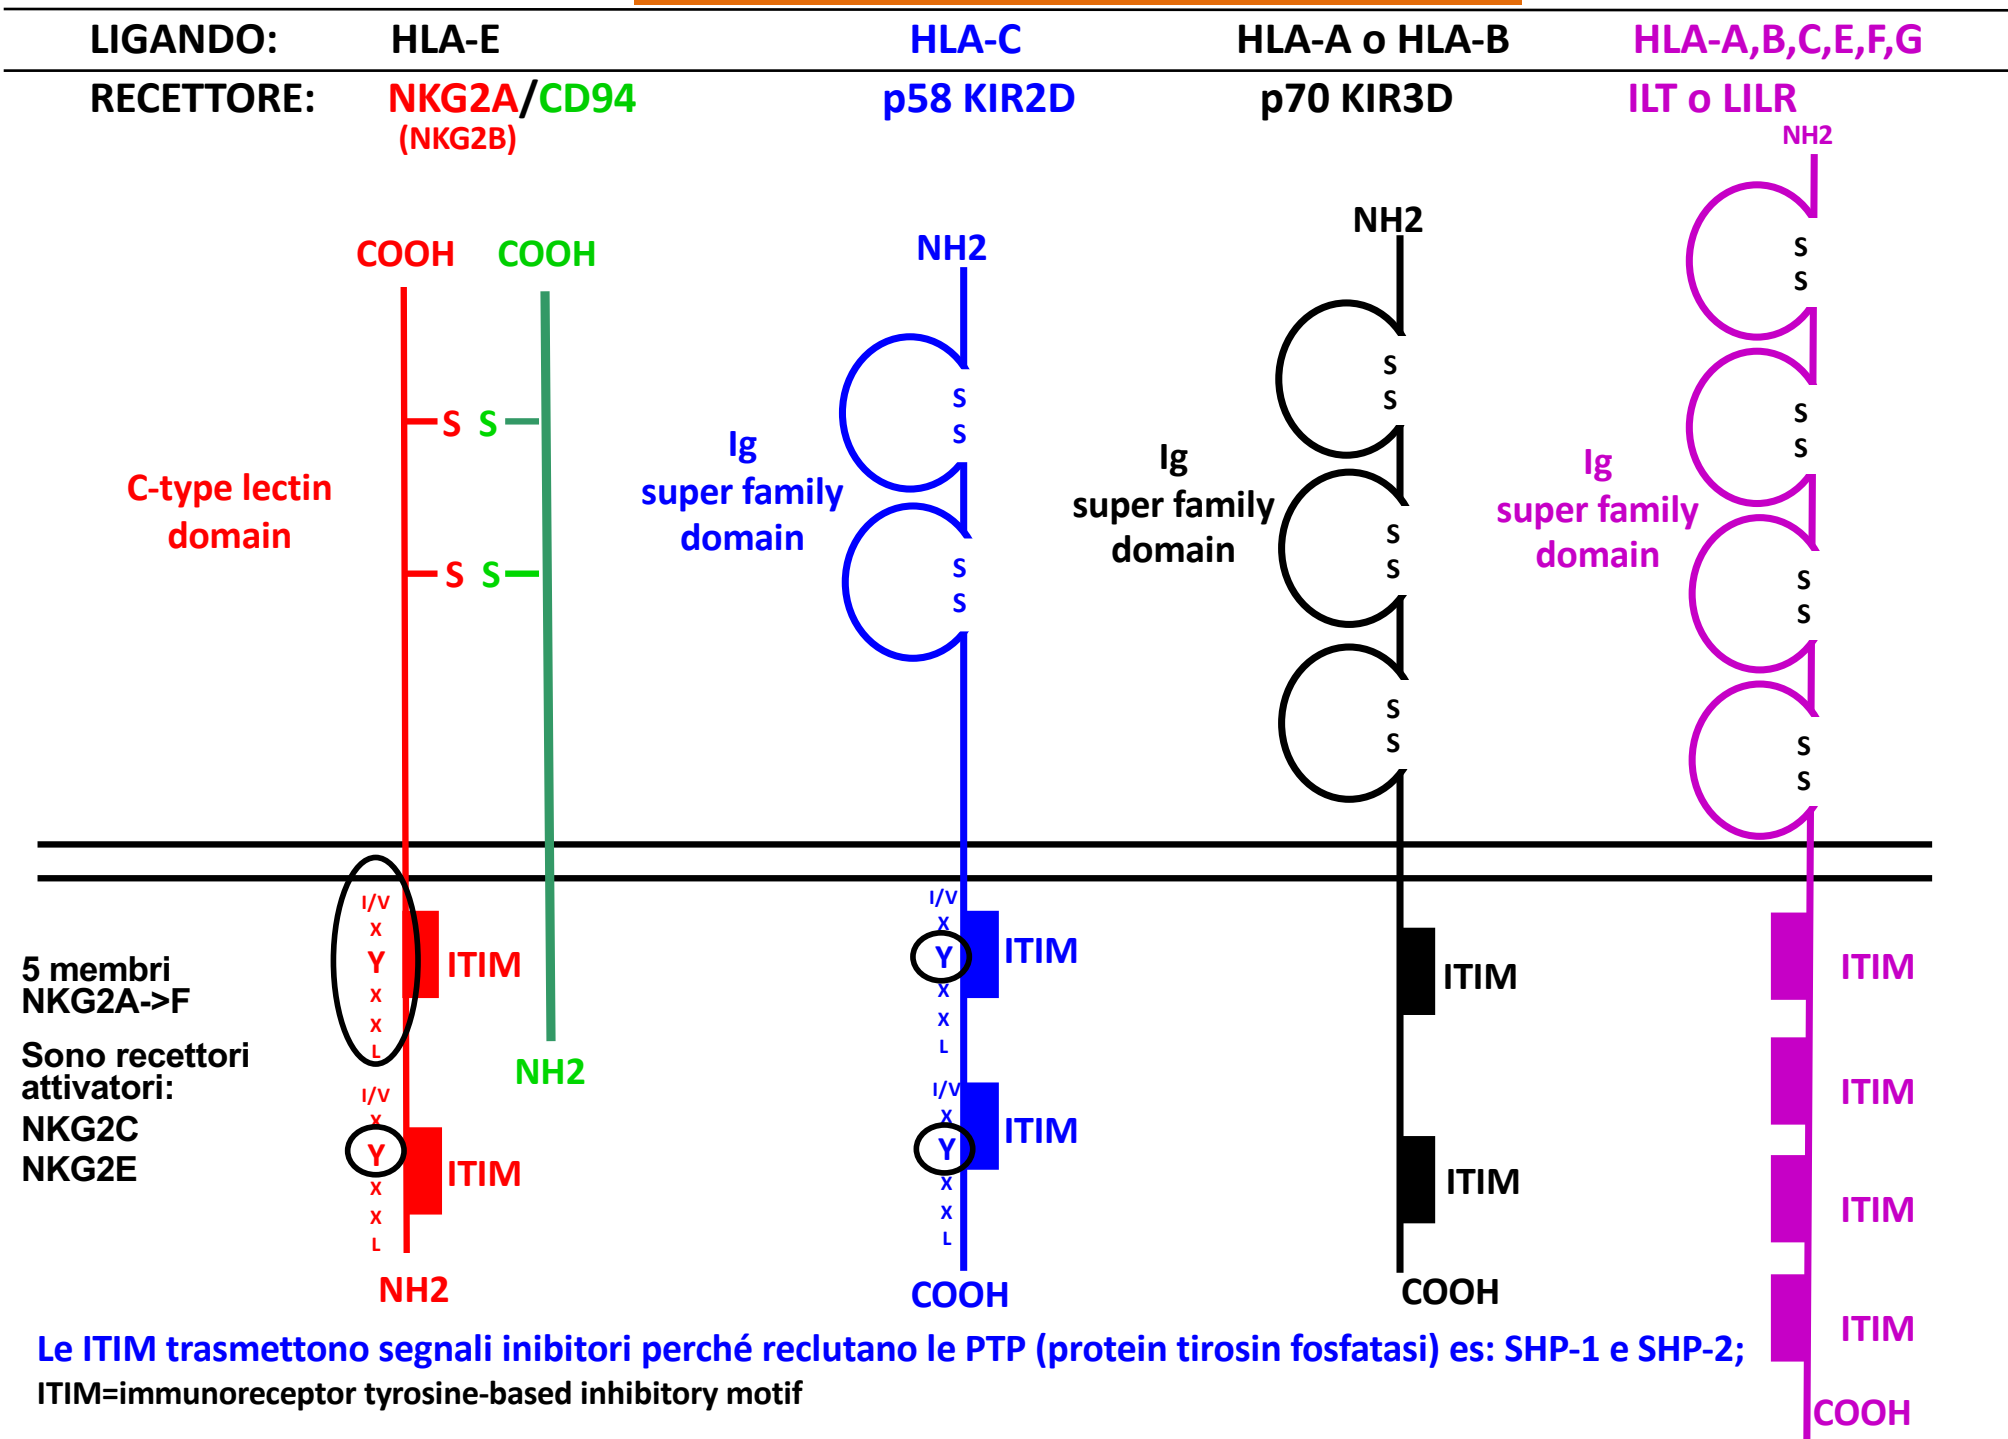 LIGANDO: HLA-E HLA-C HLA-A o HLA-B HLA-A,B,C,E,F,G
RECETTORE: NKG2A/CD94 p58 KIR2D p70 KIR3D ILT o LILR
(NKG2B)
NH2
NH2
COOH COOH NH2
S
S
S
S
S
S
S
S
S S
Ig
super family
domain
Ig
super family
domain
Ig
super family
domain
C-type lectin
domain
S
S
S
S
S S
S
S
S
S
S
S
I/V
X
Y
X
X
L
ITIM
I/V
X
Y
X
X
L
ITIM
ITIM
ITIM
5 membri
NKG2A->F
Sono recettori
attivatori:
NKG2C
NKG2E
NH2
I/V
X
Y
X
X
L
ITIM
I/V
X
Y
X
X
L
ITIM
ITIM
ITIM
ITIM
ITIM
NH2 COOH COOH
Le ITIM trasmettono segnali inibitori perché reclutano le PTP (protein tirosin fosfatasi) es: SHP-1 e SHP-2;
ITIM=immunoreceptor tyrosine-based inhibitory motif
COOH